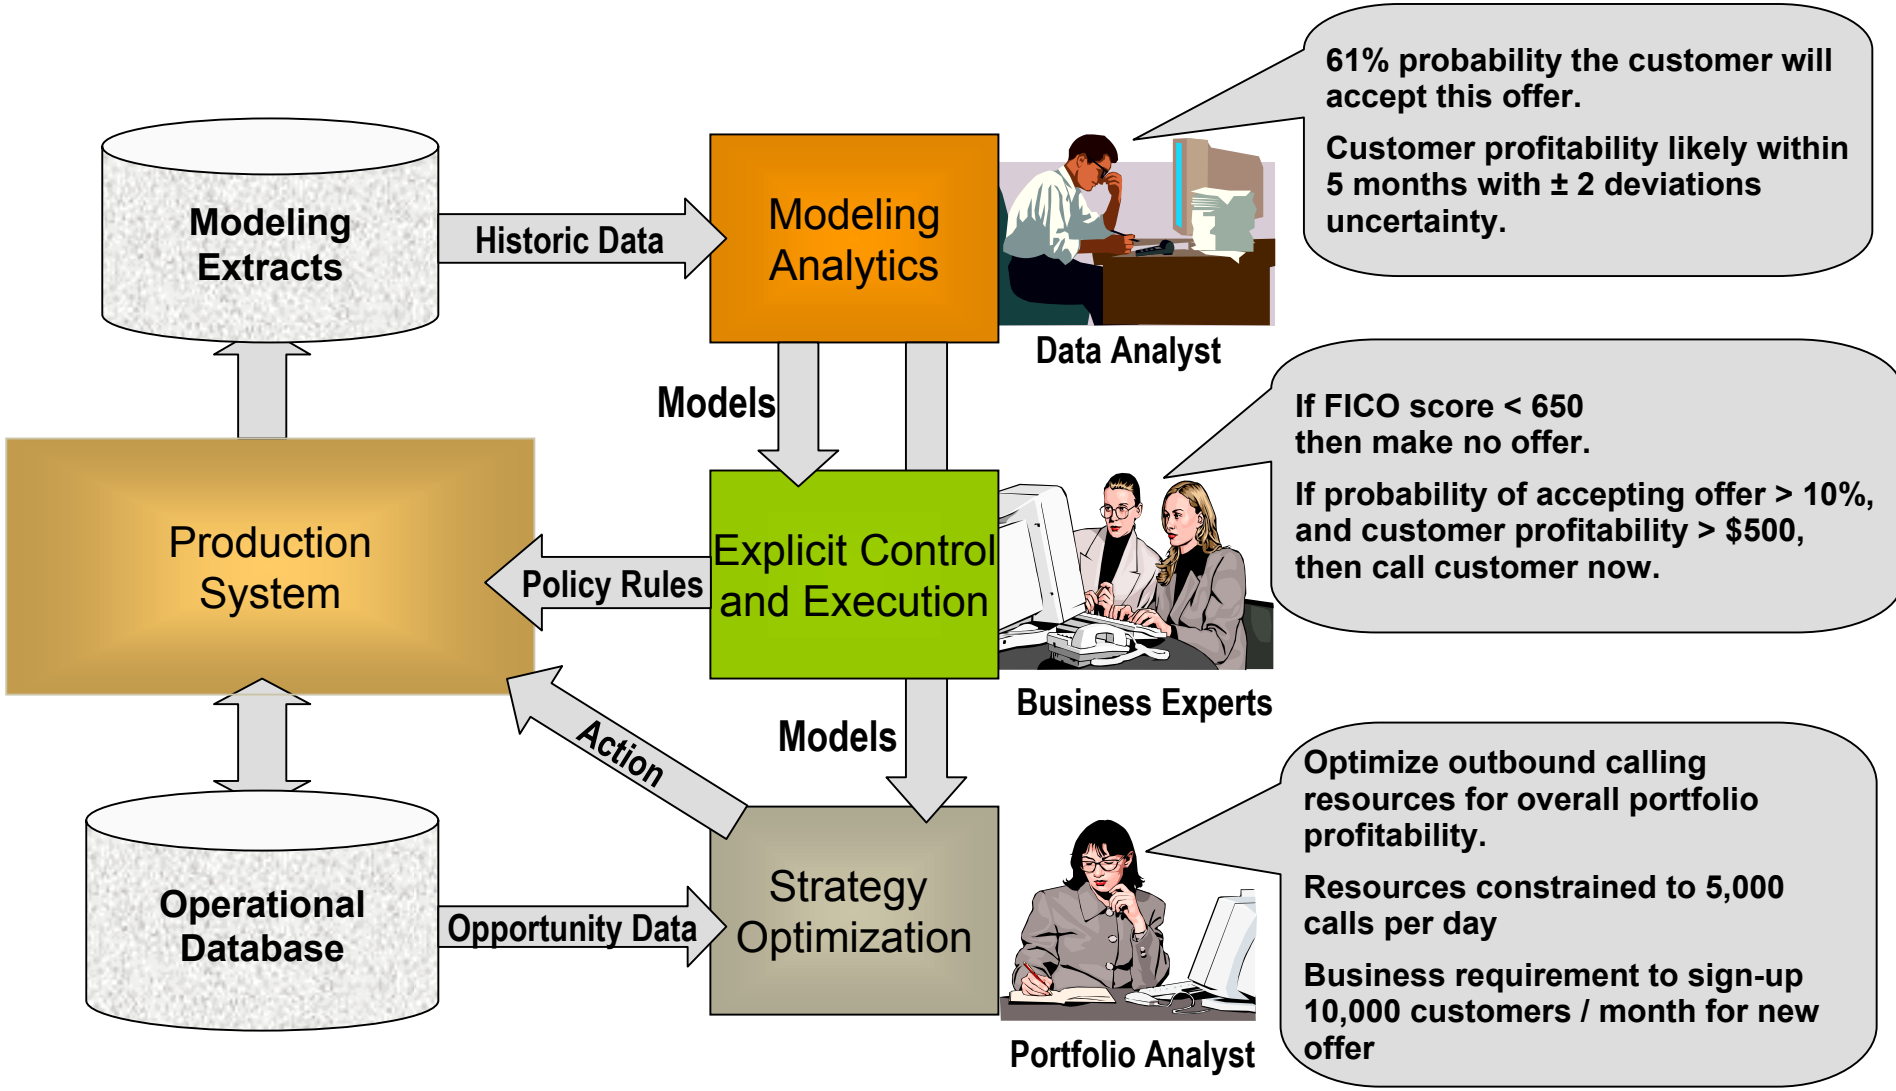 61% probability the customer will
accept this offer.
Customer profitability likely within
5 months with ± 2 deviations
uncertainty.
Modeling
Extracts
Historic Data
Modeling
Analytics
Data Analyst
Models
If FICO score < 650
then make no offer.
If probability of accepting offer > 10%,
and customer profitability > $500,
then call customer now.
Production
System
Policy Rules
Explicit Control
and Execution
Business Experts
Models
Action
Optimize outbound calling
resources for overall portfolio
profitability.
Resources constrained to 5,000
calls per day
Business requirement to sign-up
10,000 customers / month for new
offer
Operational
Database
Opportunity Data
Strategy
Optimization
Portfolio Analyst